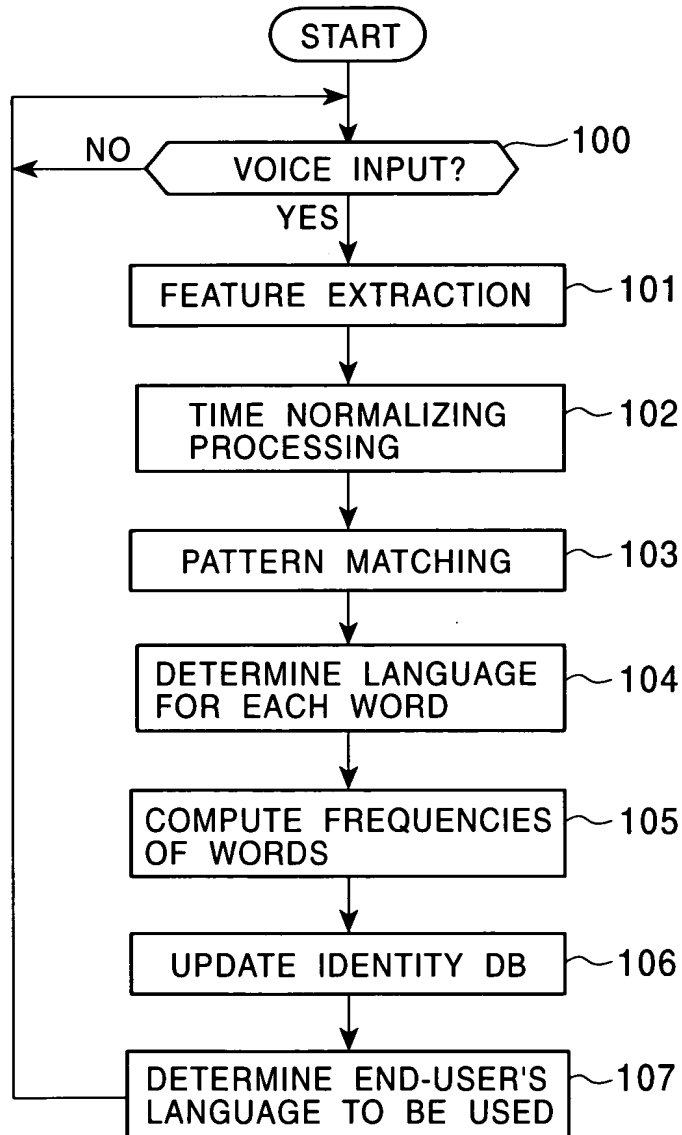 START
VOICE INPUT?
100
NO
YES
FEATURE EXTRACTION
101
TIME NORMALIZING
PROCESSING
102
PATTERN MATCHING
103
DETERMINE LANGUAGE
FOR EACH WORD
104
COMPUTE FREQUENCIES
OF WORDS
105
UPDATE IDENTITY DB
106
DETERMINE END-USER'S
LANGUAGE TO BE USED
107